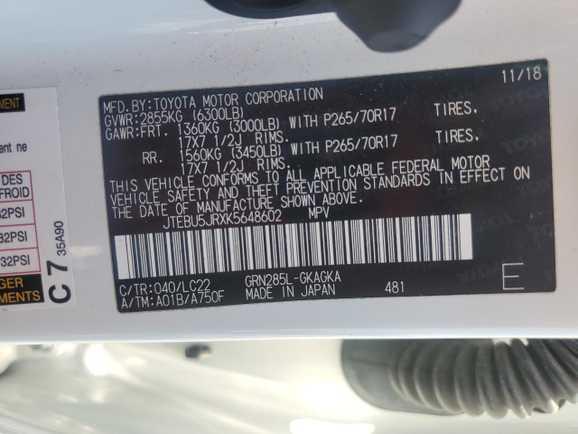 11/18
MFD.BY:TOYOTA MOTOR CORPORATION
GVWR:2855KG (6300LB)
GAWR:FRT. 1360KG (3000LB) WITH P265/70R17 TIRES.
17X7 1/2J RIMS.
RR. 1560KG (3450LB) WITH P265/70R17 TIRES.
17X7 1/2J RIMS.
THIS VEHICLE CONFORMS TO ALL APPLICABLE FEDERAL MOTOR
VEHICLE SAFETY AND THEFT PREVENTION STANDARDS IN EFFECT ON
THE DATE OF MANUFACTURE SHOWN ABOVE.
JTEBU5JRXK5648602 MPV
C/TR:040/LC22 GRN285L-GKAGKA
A/TM:A01B/A750F MADE IN JAPAN 481
E
C 7 35A90
ne
DES
FROID
32PSI
32PSI